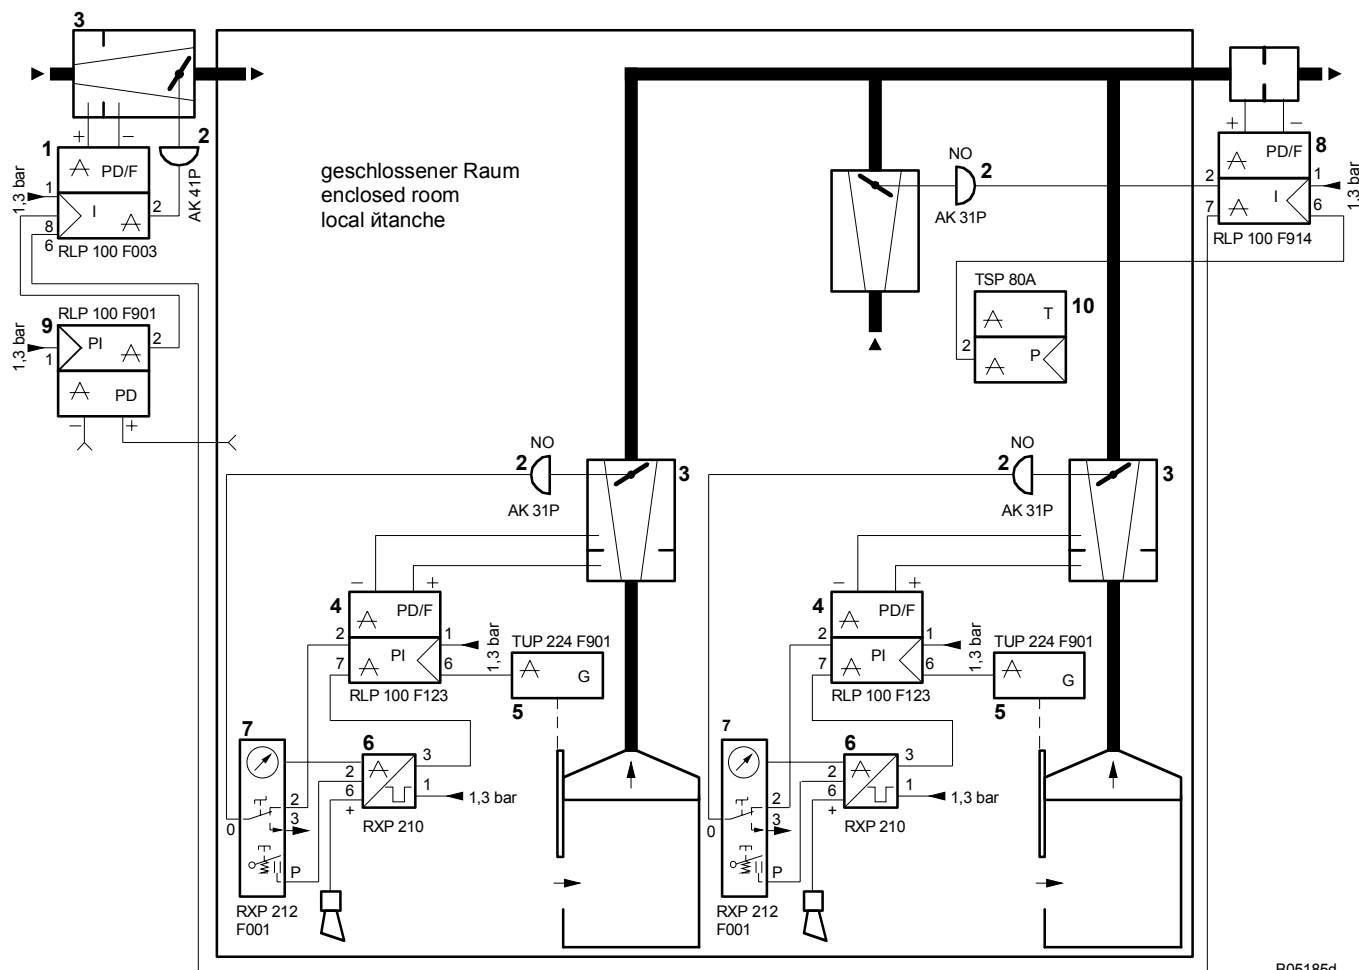 3
geschlossener Raum
enclosed room
local йtanche
+
−
1
PD/F
2
1,3 bar
1
I
2
8
6
AK 41P
RLP 100 F003
RLP 100 F901
9
PI
2
1,3 bar
1
PD
−
+
NO
2
AK 31P
+
−
8
PD/F
2
1
7
I
6
1,3 bar
RLP 100 F914
TSP 80A
T
10
2
P
NO
2
3
AK 31P
−
+
4
PD/F
2
1
1,3 bar
7
PI
6
RLP 100 F123
TUP 224 F901
G
5
7
6
3
2
6
1
1,3 bar
+
RXP 210
2
0
3
P
RXP 212
F001
NO
2
3
AK 31P
−
+
4
PD/F
2
1
1,3 bar
7
PI
6
RLP 100 F123
TUP 224 F901
G
5
7
6
3
2
6
1
1,3 bar
+
RXP 210
2
0
3
P
RXP 212
F001
B05185d